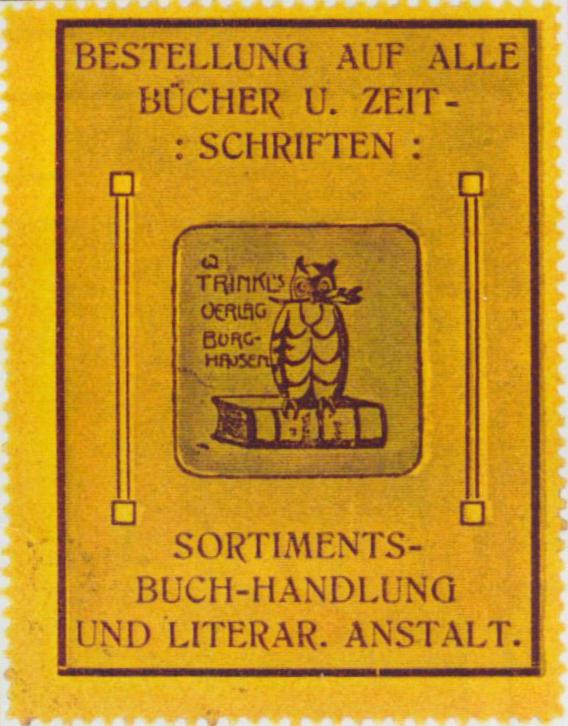 BESTELLUNG AUF ALLE
BÜCHER U. ZEIT-
: SCHRIFTEN :
W
TRINKL'S
VERLAG
BURG-
HAUSEN
SORTIMENTS-
BUCH-HANDLUNG
UND LITERAR. ANSTALT.